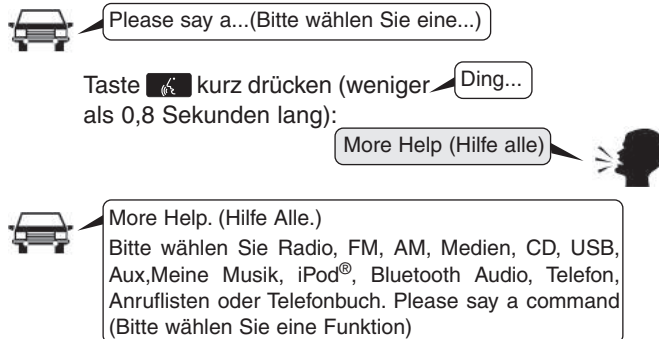 Please say a...(Bitte wählen Sie eine...)
Taste kurz drücken (weniger Ding...
als 0,8 Sekunden lang):
More Help (Hilfe alle)
More Help. (Hilfe Alle.)
Bitte wählen Sie Radio, FM, AM, Medien, CD, USB,
Aux,Meine Musik, iPod®, Bluetooth Audio, Telefon,
Anruflisten oder Telefonbuch. Please say a command
(Bitte wählen Sie eine Funktion)